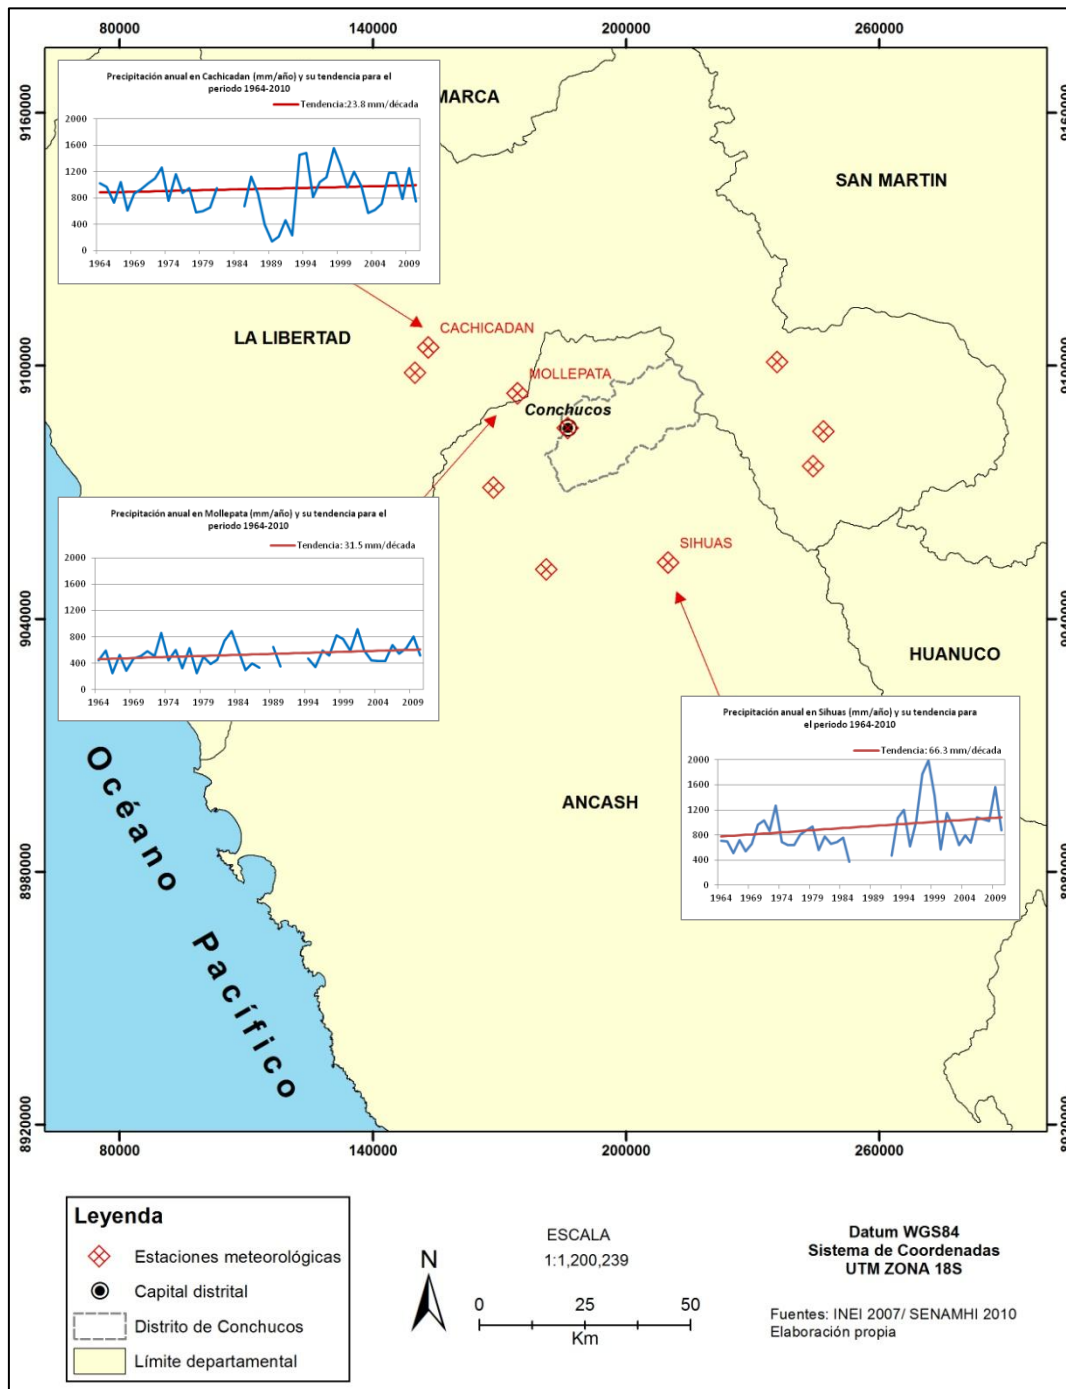 80000 140000 200000 260000
9160000 9160000
Precipitación anual en Cachicadan (mm/año) y su tendencia para el
periodo 1964-2010
Tendencia:23.8 mm/década
2000
1600
1200
800
400
0
1964 1969 1974 1979 1984 1989 1994 1999 2004 2009
MARCA
SAN MARTIN
LA LIBERTAD
CACHICADAN
9100000 9100000
MOLLEPATA
Conchucos
Precipitación anual en Mollepata (mm/año) y su tendencia para el
periodo 1964-2010
Tendencia: 31.5 mm/década
2000
1600
1200
800
400
0
1964 1969 1974 1979 1984 1989 1994 1999 2004 2009
SIHUAS
9040000 9040000
HUANUCO
Precipitación anual en Sihuas (mm/año) y su tendencia para
el periodo 1964-2010
Tendencia: 66.3 mm/década
2000
1600
1200
800
400
0
1964 1969 1974 1979 1984 1989 1994 1999 2004 2009
ANCASH
Océano Pacífico
8980000 8980000
8920000 8920000
80000 140000 200000 260000
Leyenda
Estaciones meteorológicas
Capital distrital
Distrito de Conchucos
Límite departamental
N
ESCALA
1:1,200,239
0 25 50
Km
Datum WGS84
Sistema de Coordenadas
UTM ZONA 18S
Fuentes: INEI 2007/ SENAMHI 2010
Elaboración propia